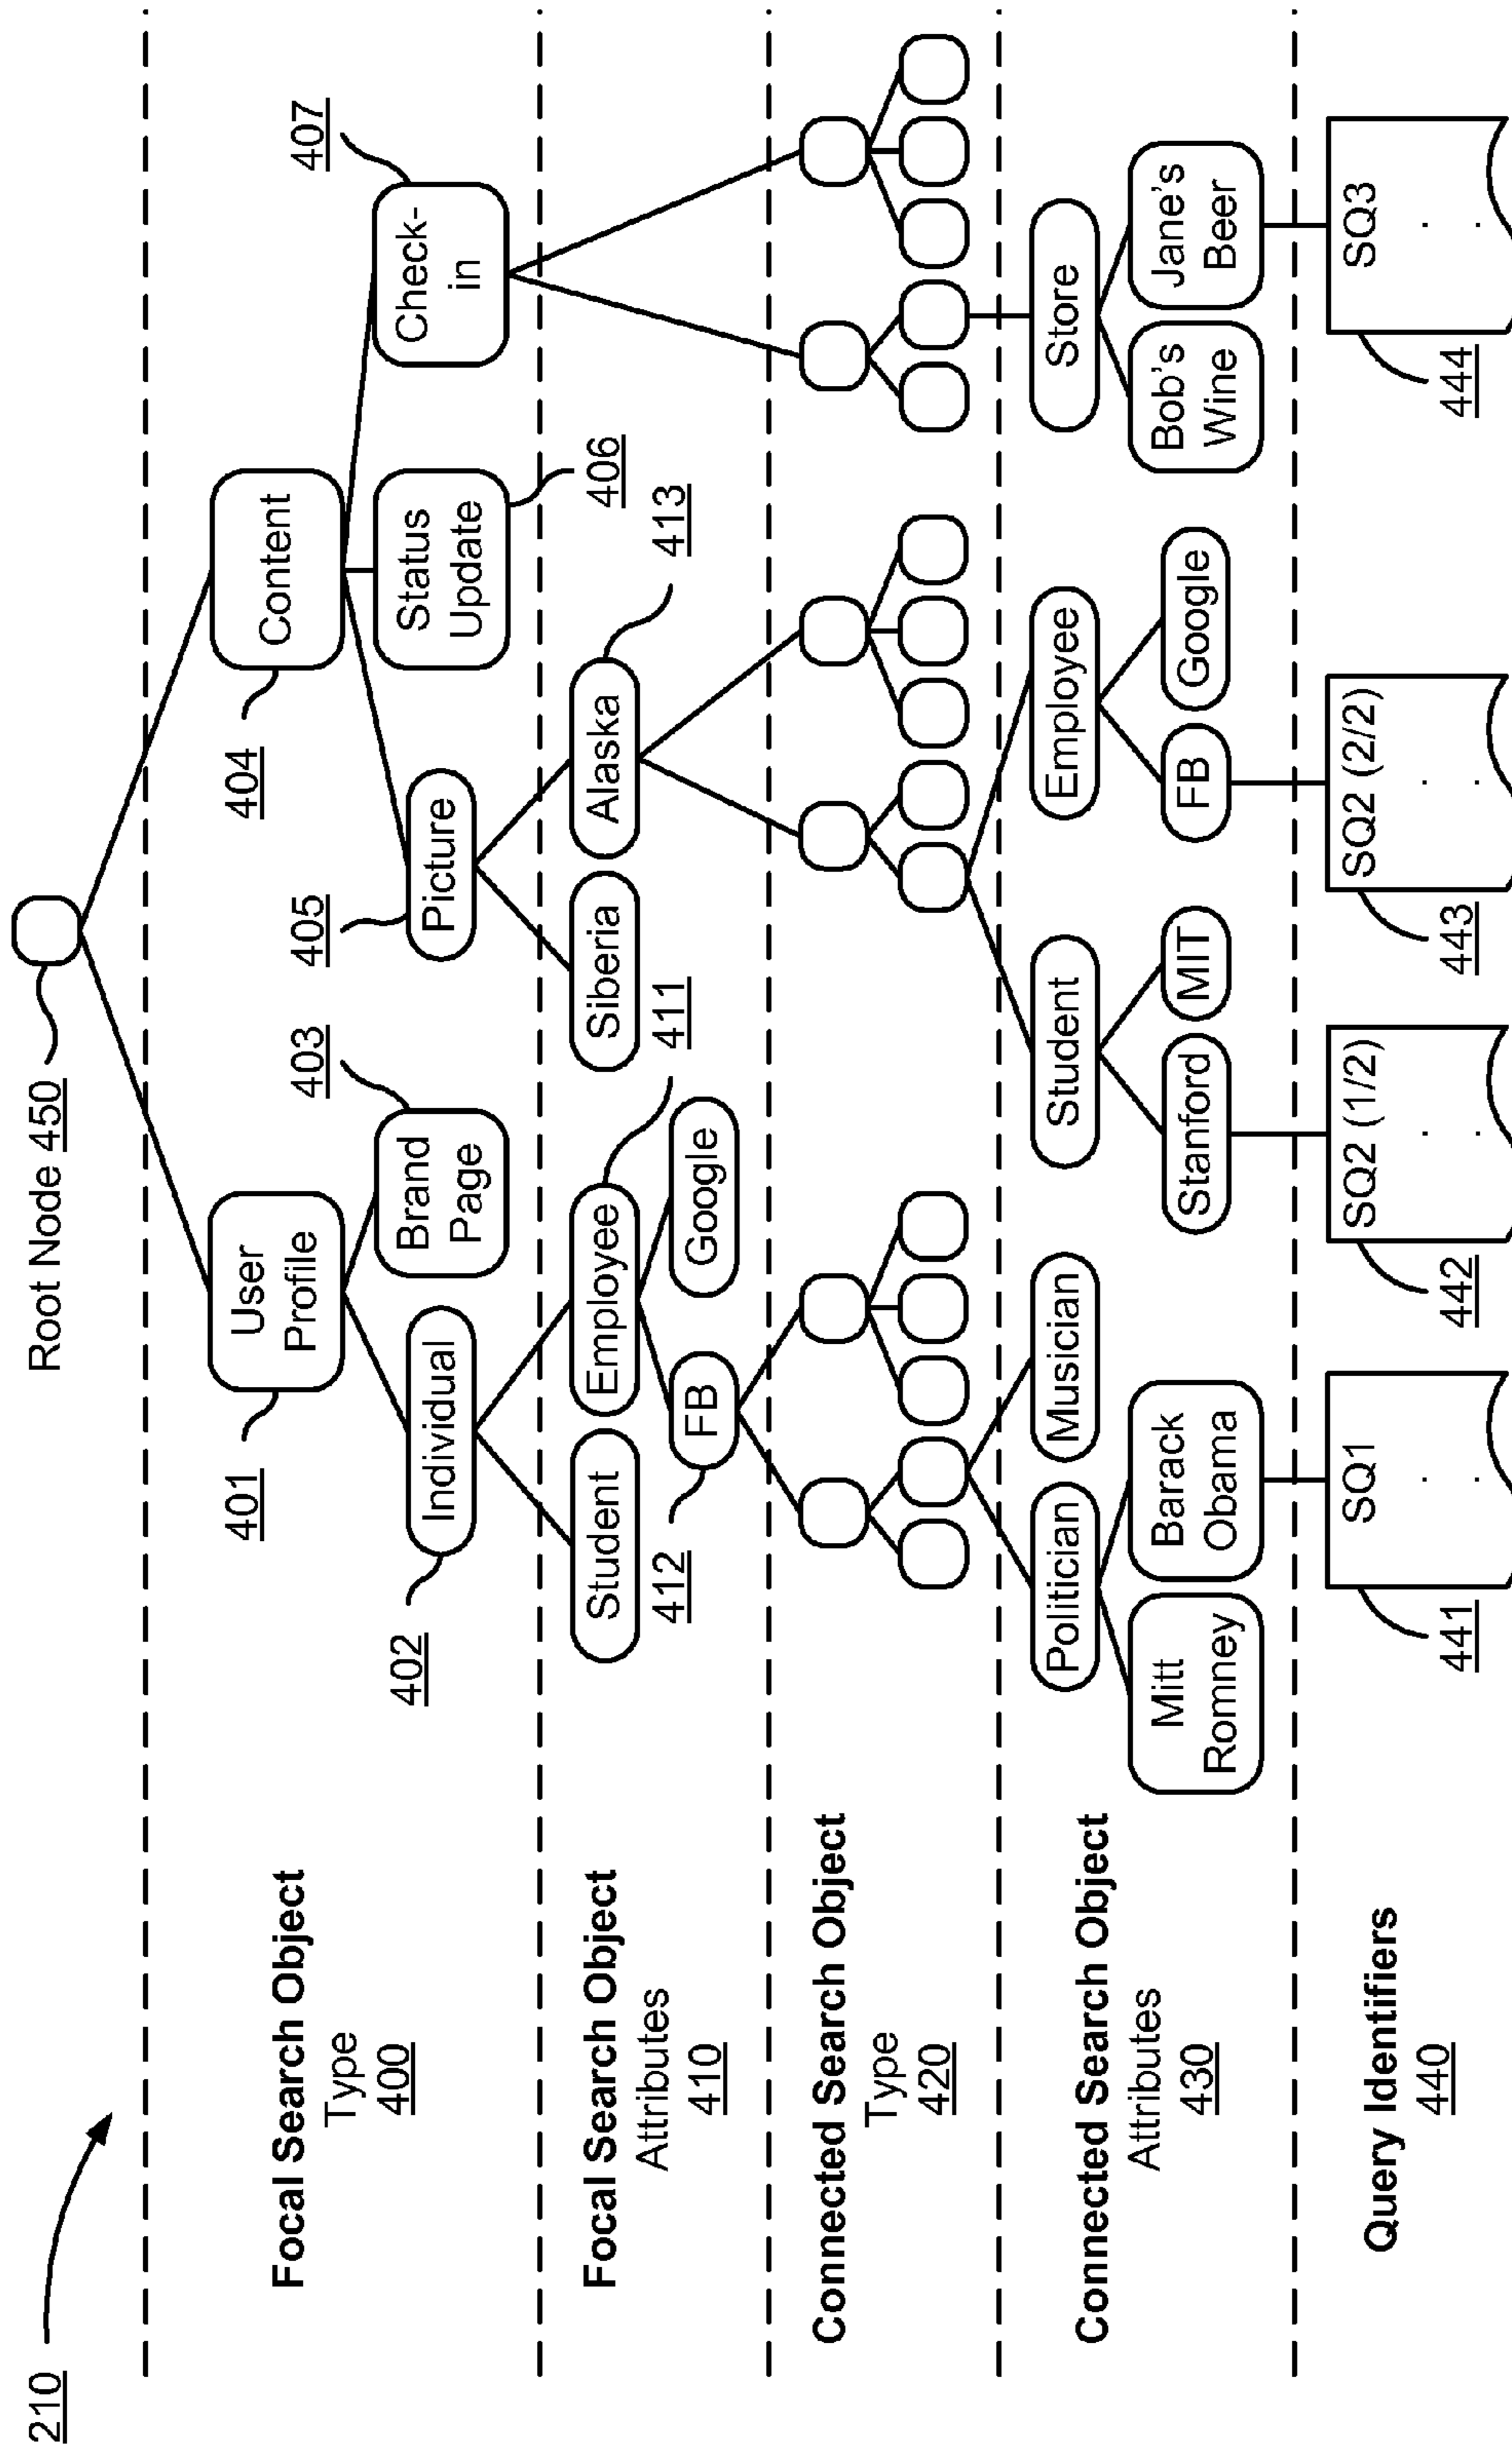 210
Root Node 450
Focal Search Object
Type
400
401
User
Profile
404
Content
402
Individual
403
Brand
Page
405
Picture
Status
Update
406
407
Check-
in
Focal Search Object
Attributes
410
Student
Employee
411
412
FB
Google
Siberia
Alaska
413
Connected Search Object
Type
420
Connected Search Object
Attributes
430
Politician
Musician
Mitt
Romney
Barack
Obama
Student
Stanford
MIT
Employee
FB
Google
Store
Bob's
Wine
Jane's
Beer
Query Identifiers
440
441
SQ1
442
SQ2 (1/2)
443
SQ2 (2/2)
444
SQ3